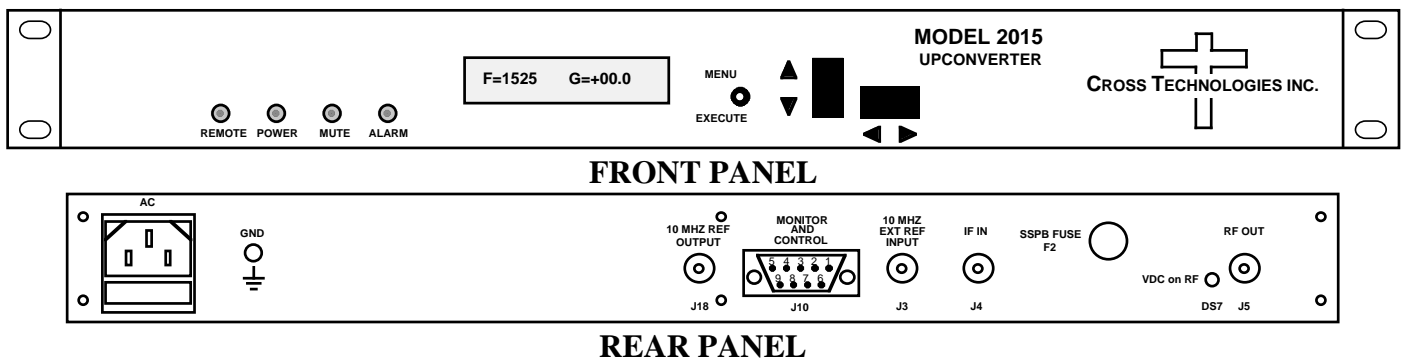 MODEL 2015
UPCONVERTER
F=1525 G=+00.0
MENU
EXECUTE
CROSS TECHNOLOGIES INC.
REMOTE POWER MUTE ALARM
FRONT PANEL
AC
GND
10 MHZ REF
OUTPUT
J18
MONITOR
AND
CONTROL
5 4 3 2 1
9 8 7 6
J10
10 MHZ
EXT REF
INPUT
J3
IF IN
J4
SSPB FUSE
F2
VDC on RF
DS7
RF OUT
J5
REAR PANEL